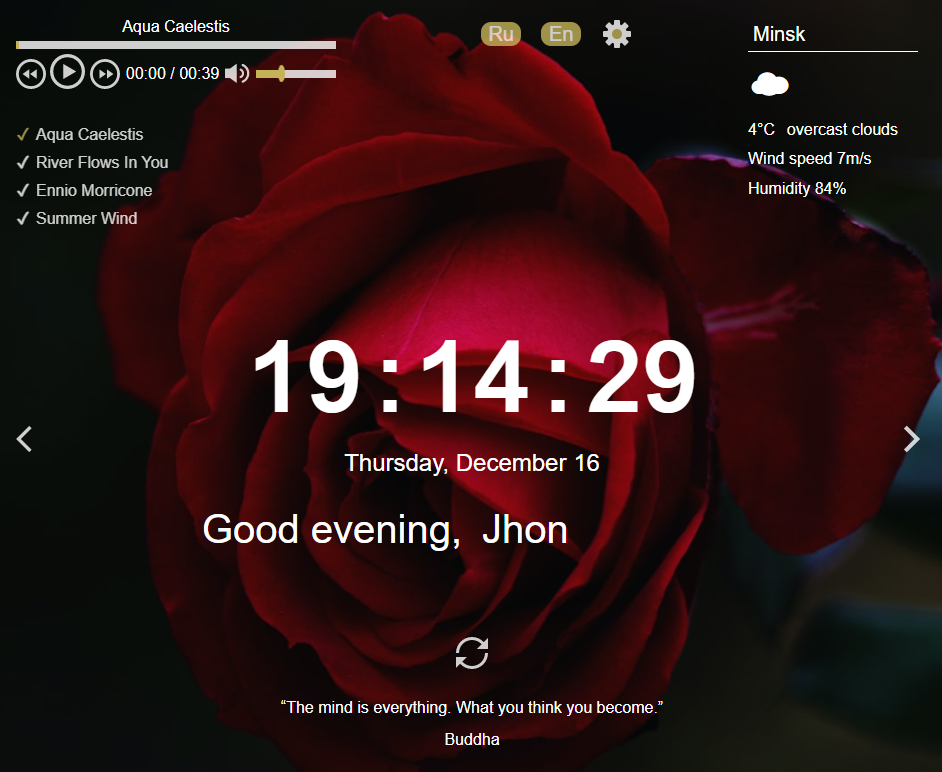 Aqua Caelestis
00:00 / 00:39
Aqua Caelestis
River Flows In You
Ennio Morricone
Summer Wind
Ru En
Minsk
4°C overcast clouds
Wind speed 7m/s
Humidity 84%
19:14:29
Thursday, December 16
Good evening, Jhon
“The mind is everything. What you think you become.”
Buddha